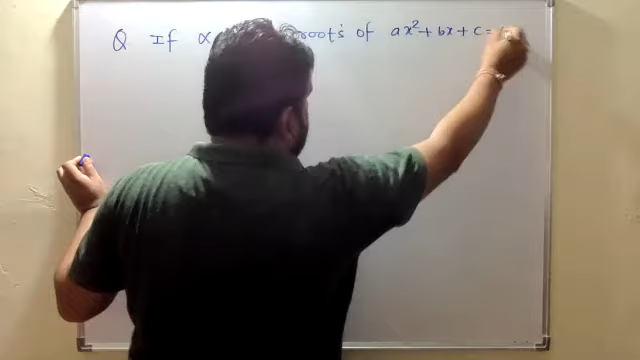 Q If α roots of ax²+bx+c=